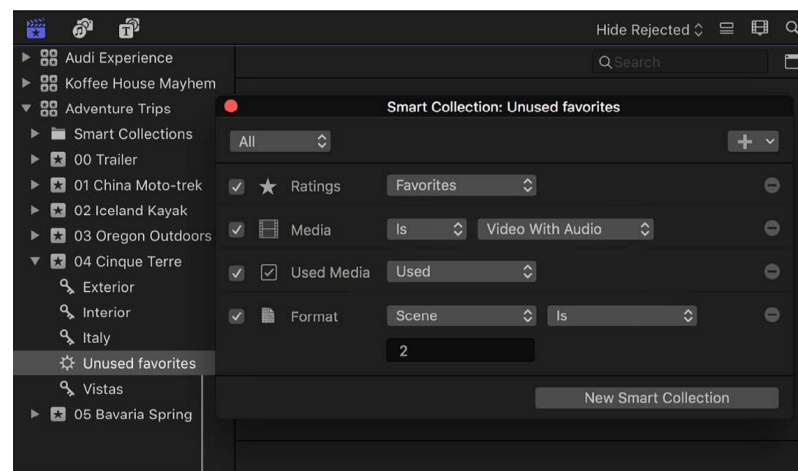 Hide Rejected
Audi Experience
Search
Koffee House Mayhem
Adventure Trips
Smart Collection: Unused favorites
Smart Collections
All
00 Trailer
01 China Moto-trek
Ratings
Favorites
02 Iceland Kayak
03 Oregon Outdoors
Media
Is
Video With Audio
04 Cinque Terre
Used Media
Used
Exterior
Interior
Format
Scene
Is
Italy
2
Unused favorites
Vistas
New Smart Collection
05 Bavaria Spring